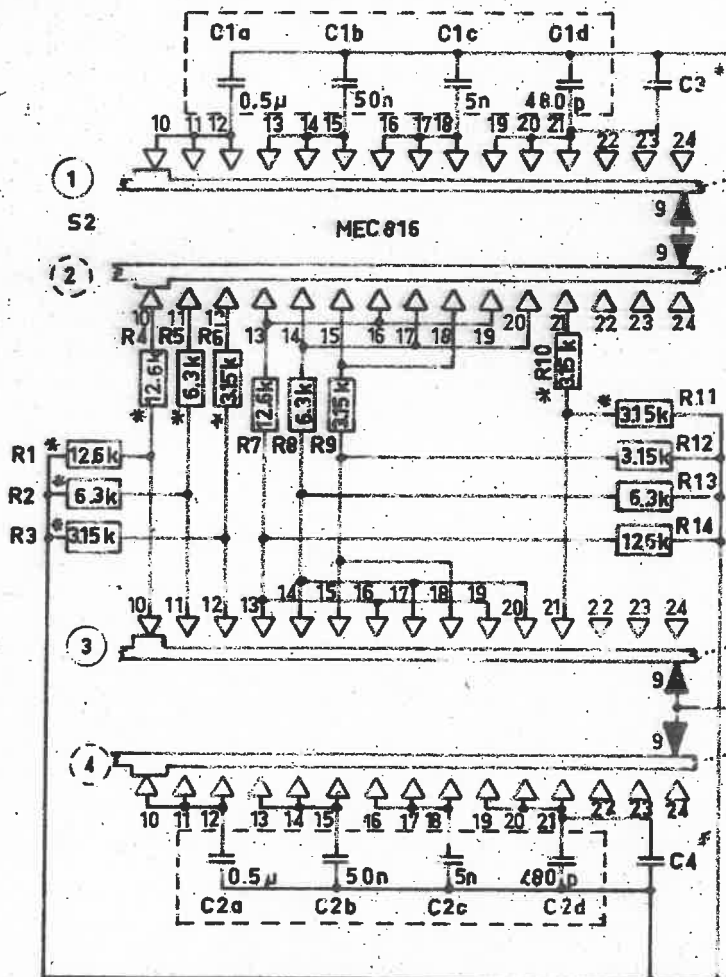 C1a C1b C1c C1d
C3 *
0.5µ 50n 5n 480p
10 11 12 13 14 15 16 17 18 19 20 21 22 23 24
1
S2
MEC 816
9
9
2
10 11 12 13 14 15 16 17 18 19 20 21 22 23 24
R4 R5 R6 R10
12.6k 6.3k 3.15k 12.6k 6.3k 3.15k * 3.15k
* * *
R7 R8 R9
* 3.15k R11
R1 * 12.6k
3.15k R12
R2 * 6.3k
6.3k R13
R3 * 3.15k
12.6k R14
10 11 12 13 14 15 16 17 18 19 20 21 22 23 24
3
9
9
4
10 11 12 13 14 15 16 17 18 19 20 21 22 23 24
0.5µ 50n 5n 480p
C4 *
C2a C2b C2c C2d